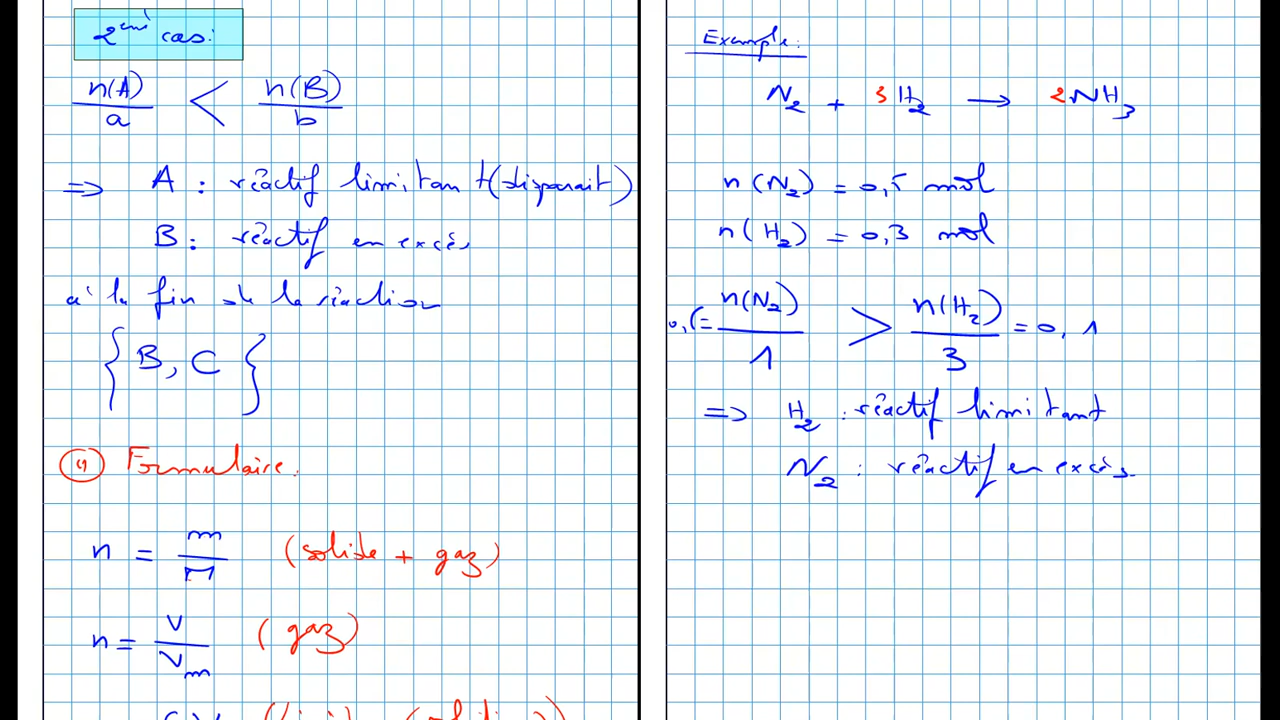 2ème cas:
n(A)/a < n(B)/b
=> A : réactif limitant (disparait)
B : réactif en excès
à la fin de la réaction
{B, C}
④ Formulaire:
n = m/M (solide + gaz)
n = V/Vm (gaz)
Example:
N₂ + 3H₂ → 2NH₃
n(N₂) = 0,5 mol
n(H₂) = 0,3 mol
0,5 = n(N₂)/1 > n(H₂)/3 = 0,1
=> H₂ : réactif limitant
N₂ : réactif en excès.